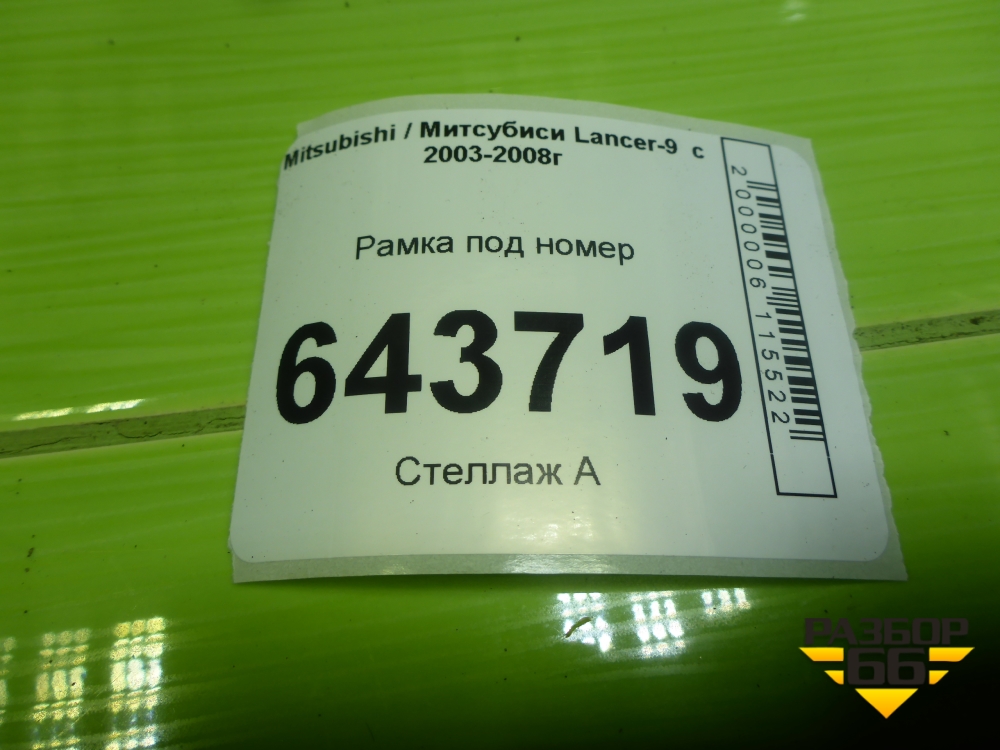 Mitsubishi / Митсубиси Lancer-9 с
2003-2008г
Рамка под номер
643719
Стеллаж А
2000006115522
РАЗБОР
66